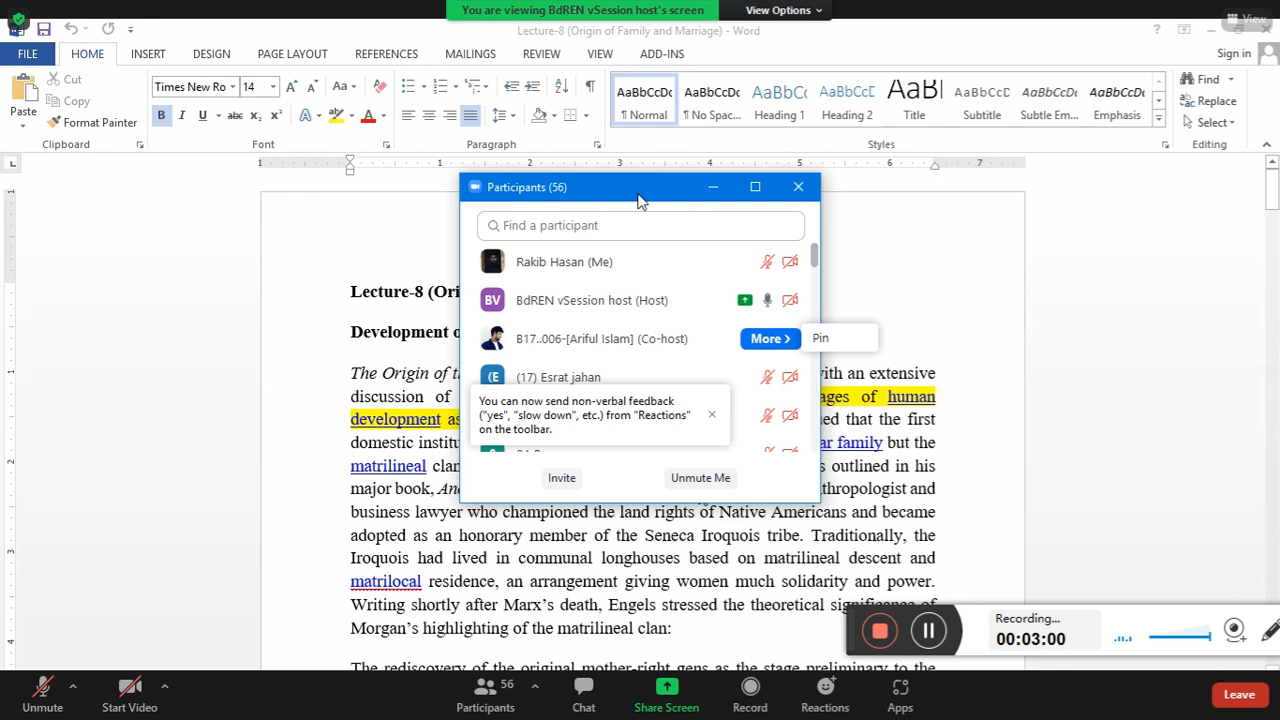 You are viewing BdREN vSession host's screen
View Options
View
Lecture-8 (Origin of Family and Marriage) - Word
FILE HOME INSERT DESIGN PAGE LAYOUT REFERENCES MAILINGS REVIEW VIEW ADD-INS
Sign in
Paste
Cut
Copy
Format Painter
Clipboard
Times New Ro 14
Font
Paragraph
AaBbCcDc AaBbCcDc AaBbCc AaBbCcE AaBI AaBbCcD AaBbCcDc AaBbCcDc
¶ Normal ¶ No Spac... Heading 1 Heading 2 Title Subtitle Subtle Em... Emphasis
Styles
Find
Replace
Select
Editing
1 1 2 3 4 5 6 7
Participants (56)
Find a participant
Rakib Hasan (Me)
BV BdREN vSession host (Host)
B17..006-[Ariful Islam] (Co-host)
More
Pin
(E (17) Esrat jahan
You can now send non-verbal feedback
("yes", "slow down", etc.) from "Reactions"
on the toolbar.
Invite
Unmute Me
Lecture-8 (Ori
Development o
The Origin of th with an extensive
discussion of ages of human
development as ed that the first
domestic institu ar family but the
matrilineal clan s outlined in his
major book, An nthropologist and
business lawyer who championed the land rights of Native Americans and became
adopted as an honorary member of the Seneca Iroquois tribe. Traditionally, the
Iroquois had lived in communal longhouses based on matrilineal descent and
matrilocal residence, an arrangement giving women much solidarity and power.
Writing shortly after Marx's death, Engels stressed the theoretical significance of
Morgan's highlighting of the matrilineal clan:
The rediscovery of the original mother-right gens as the stage preliminary to the
Recording...
00:03:00
Unmute
Start Video
56
Participants
Chat
Share Screen
Record
Reactions
Apps
Leave